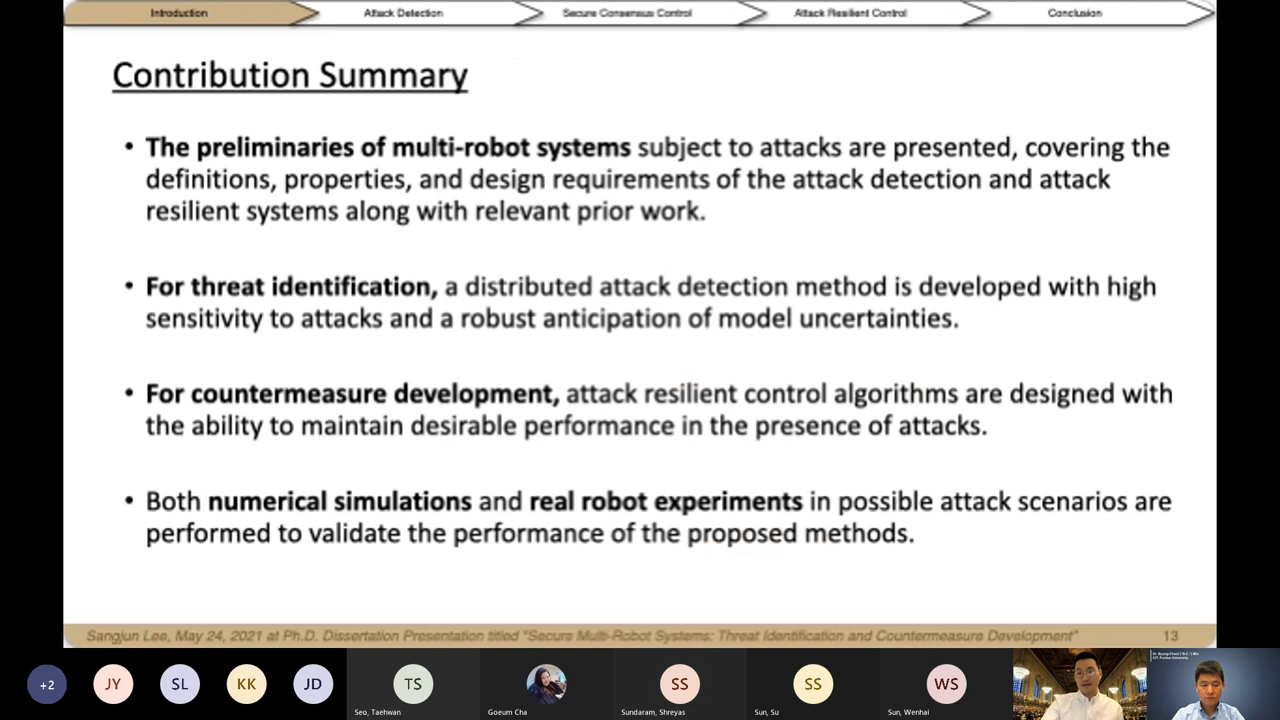 Introduction
Attack Detection
Secure Consensus Control
Attack Resilient Control
Conclusion
Contribution Summary
• The preliminaries of multi-robot systems subject to attacks are presented, covering the
definitions, properties, and design requirements of the attack detection and attack
resilient systems along with relevant prior work.
• For threat identification, a distributed attack detection method is developed with high
sensitivity to attacks and a robust anticipation of model uncertainties.
• For countermeasure development, attack resilient control algorithms are designed with
the ability to maintain desirable performance in the presence of attacks.
• Both numerical simulations and real robot experiments in possible attack scenarios are
performed to validate the performance of the proposed methods.
Sangjun Lee, May 24, 2021 at Ph.D. Dissertation Presentation titled "Secure Multi-Robot Systems: Threat Identification and Countermeasure Development"
13
+2
JY
SL
KK
JD
TS
SS
SS
WS
Seo, Taehwan
Goeum Cha
Sundaram, Shreyas
Sun, Su
Sun, Wenhai